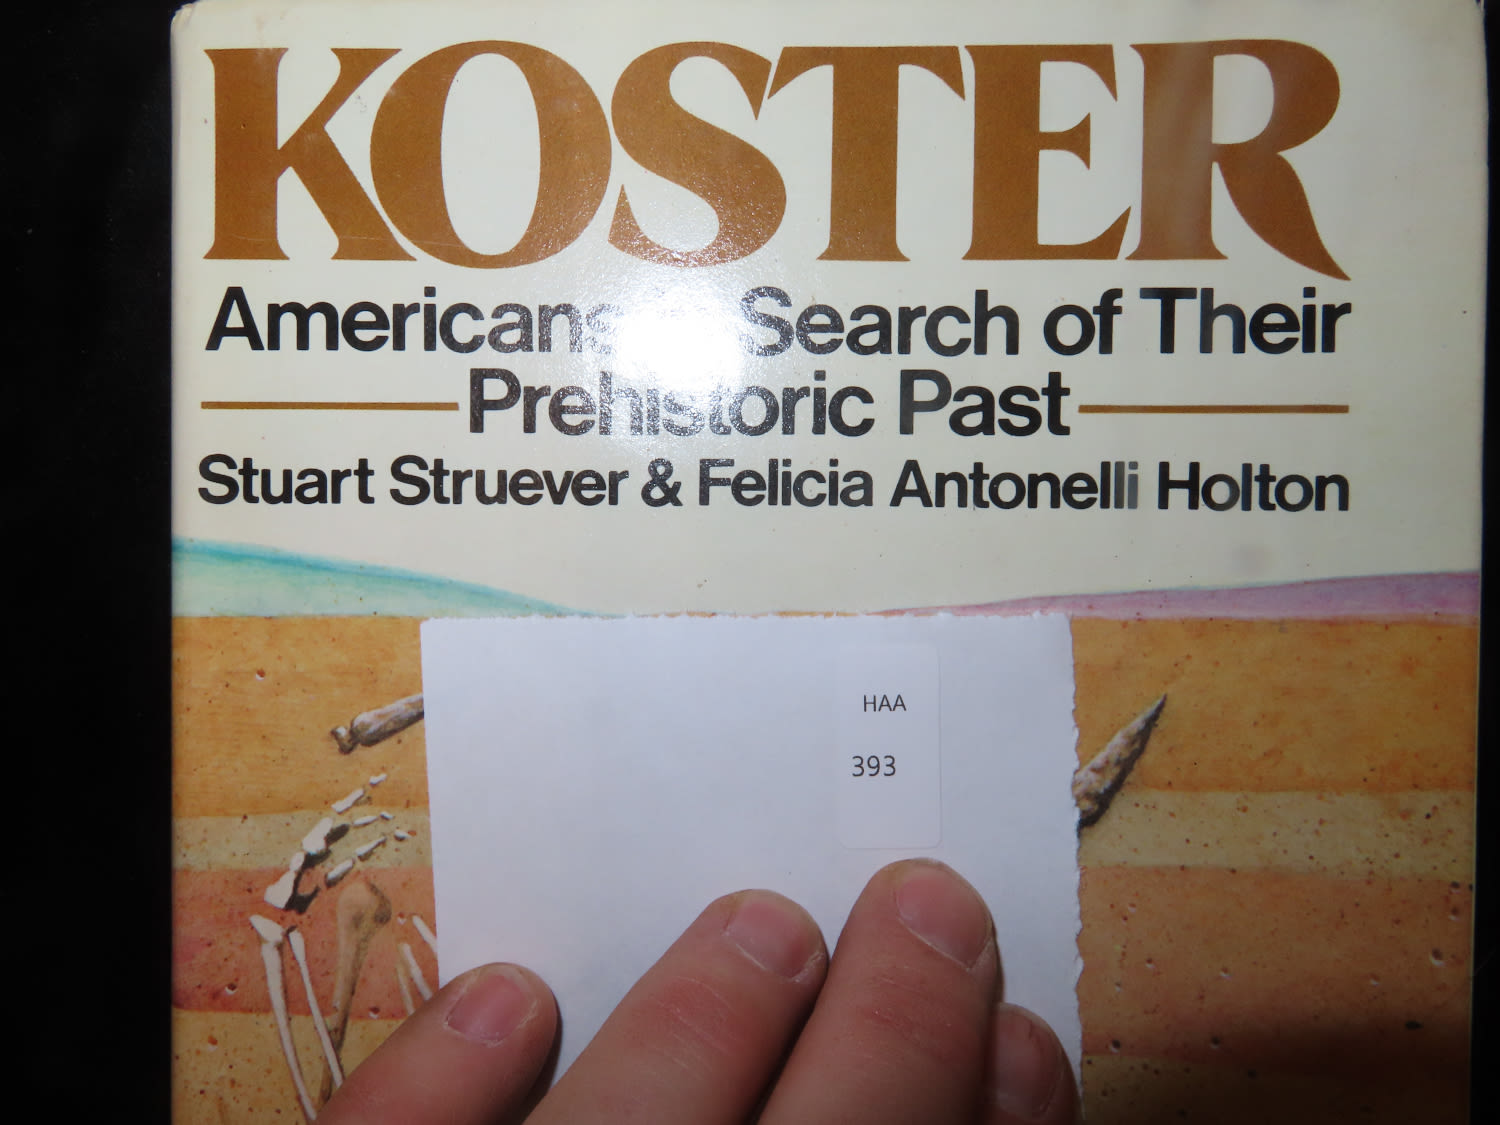 KOSTER
Americans Search of Their
Prehistoric Past
Stuart Struever & Felicia Antonelli Holton
HAA
393